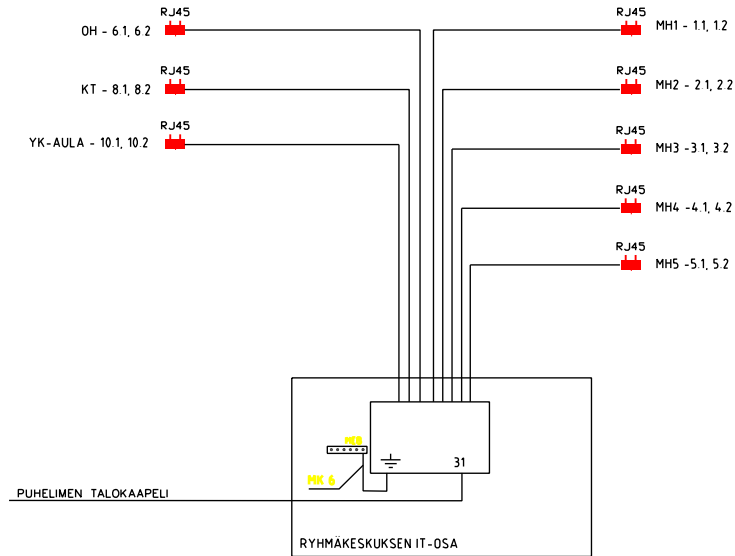 RJ45
OH - 6.1, 6.2
RJ45
KT - 8.1, 8.2
RJ45
YK-AULA - 10.1, 10.2
RJ45
MH1 - 1.1, 1.2
RJ45
MH2 - 2.1, 2.2
RJ45
MH3 -3.1, 3.2
RJ45
MH4 -4.1, 4.2
RJ45
MH5 -5.1, 5.2
31
MK 6
PUHELIMEN TALOKAAPELI
RYHMÄKESKUKSEN IT-OSA